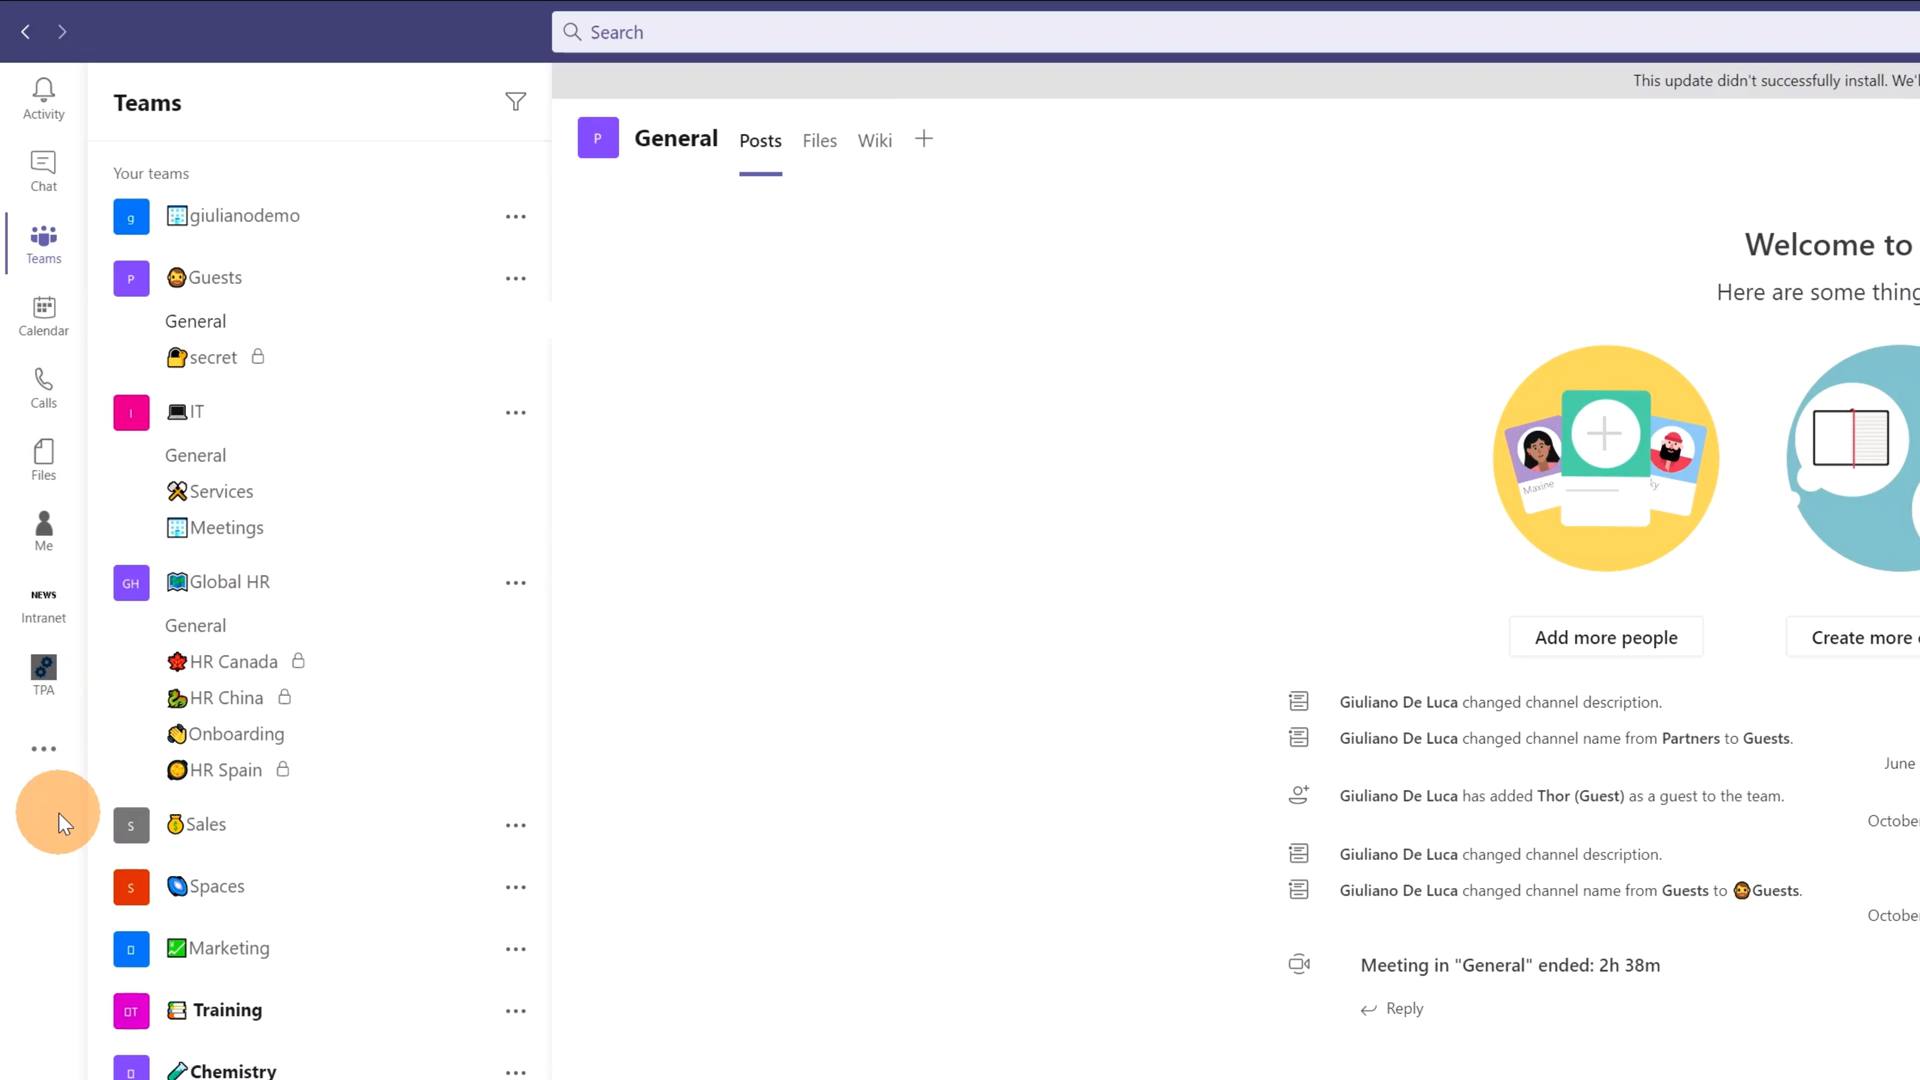 Search
This update didn't successfully install. We'l
Activity
Chat
Teams
Calendar
Calls
Files
Me
NEWS
Intranet
TPA
Teams
Your teams
g giulianodemo
P Guests
General
secret
I IT
General
Services
Meetings
GH Global HR
General
HR Canada
HR China
Onboarding
HR Spain
S Sales
S Spaces
Marketing
Training
Chemistry
P General Posts Files Wiki
Welcome to
Here are some thing
Maxine
Add more people
Create more
Giuliano De Luca changed channel description.
Giuliano De Luca changed channel name from Partners to Guests.
June
Giuliano De Luca has added Thor (Guest) as a guest to the team.
Octobe
Giuliano De Luca changed channel description.
Giuliano De Luca changed channel name from Guests to Guests.
Octobe
Meeting in "General" ended: 2h 38m
Reply